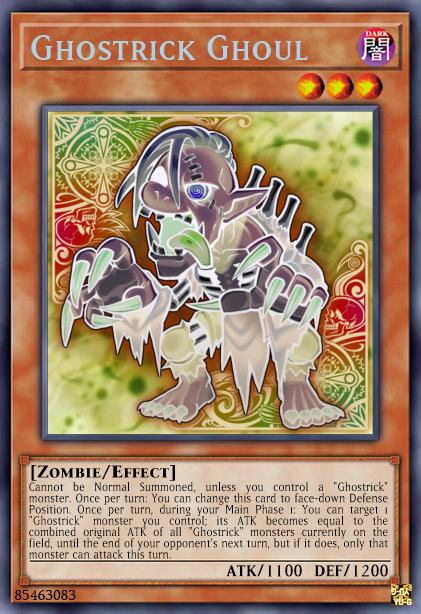 Ghostrick Ghoul
DARK
闇
[Zombie/Effect]
Cannot be Normal Summoned, unless you control a "Ghostrick"
monster. Once per turn: You can change this card to face-down Defense
Position. Once per turn, during your Main Phase 1: You can target 1
"Ghostrick" monster you control; its ATK becomes equal to the
combined original ATK of all "Ghostrick" monsters currently on the
field, until the end of your opponent's next turn, but if it does, only that
monster can attack this turn.
ATK/1100 DEF/1200
85463083